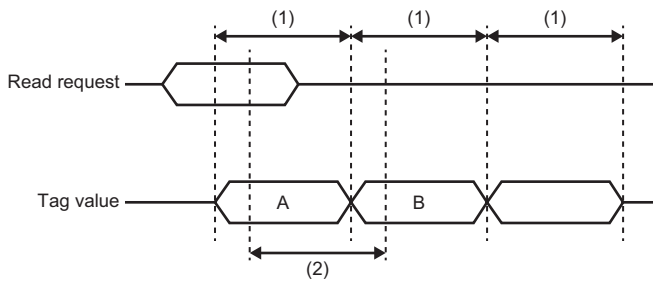 (1) (1) (1)
Read request
Tag value A B
(2)